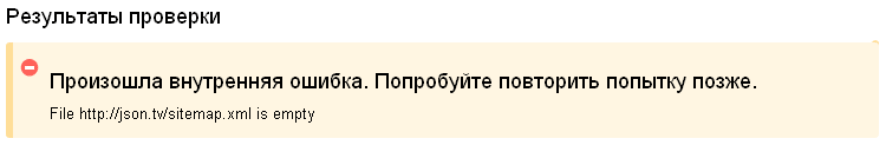 Результаты проверки
Произошла внутренняя ошибка. Попробуйте повторить попытку позже.
File http://json.tv/sitemap.xml is empty